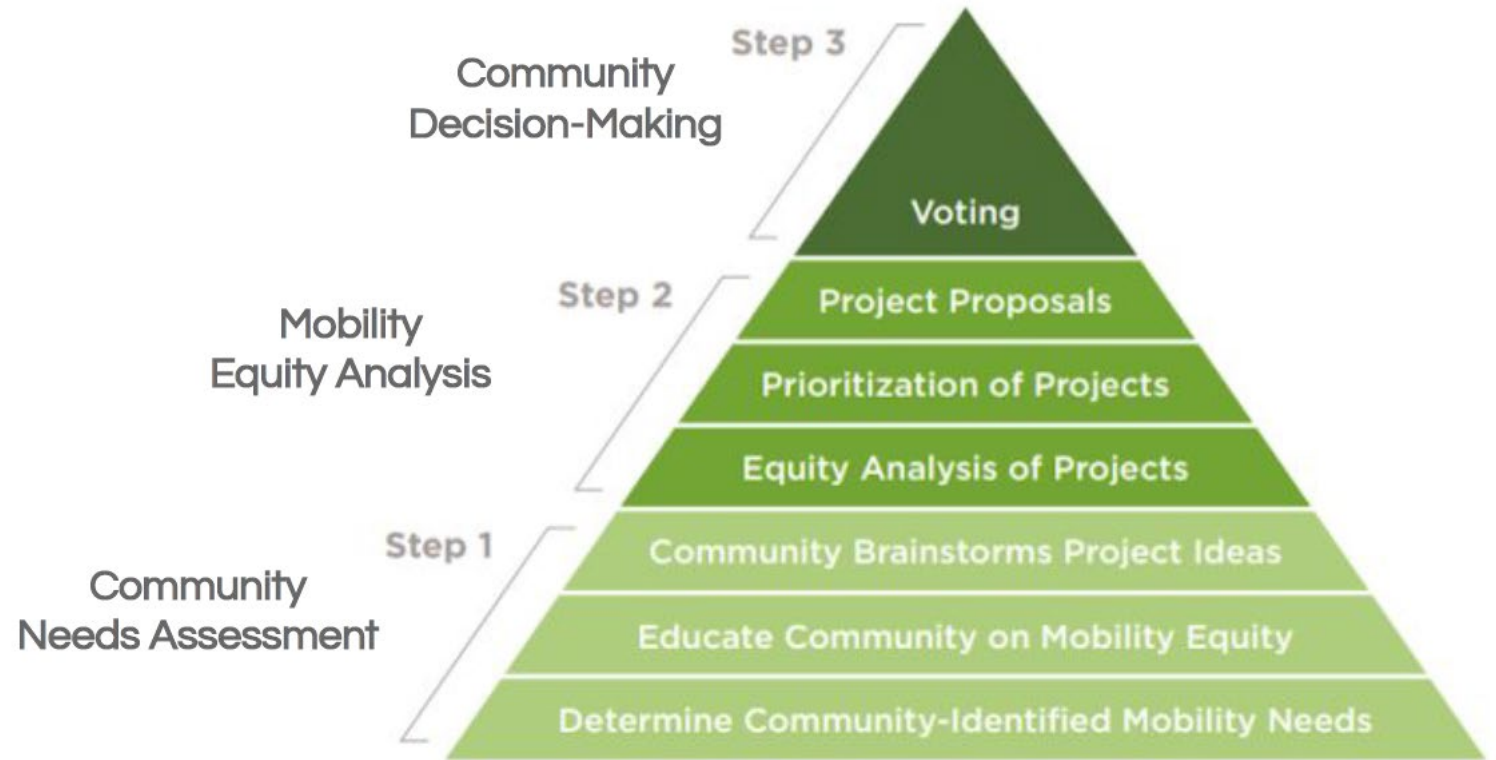 Step 3
Community
Decision-Making
Voting
Step 2
Mobility
Equity Analysis
Project Proposals
Prioritization of Projects
Equity Analysis of Projects
Step 1
Community
Needs Assessment
Community Brainstorms Project Ideas
Educate Community on Mobility Equity
Determine Community-Identified Mobility Needs